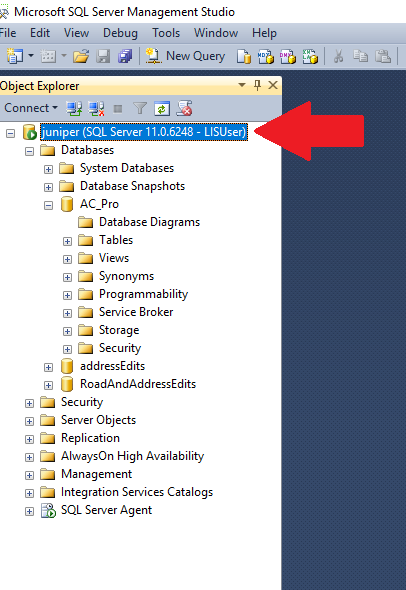 Microsoft SQL Server Management Studio
File Edit View Debug Tools Window Help
New Query
MDX DMX
Object Explorer
Connect
juniper (SQL Server 11.0.6248 - LISUser)
Databases
System Databases
Database Snapshots
AC_Pro
Database Diagrams
Tables
Views
Synonyms
Programmability
Service Broker
Storage
Security
addressEdits
RoadAndAddressEdits
Security
Server Objects
Replication
AlwaysOn High Availability
Management
Integration Services Catalogs
SQL Server Agent